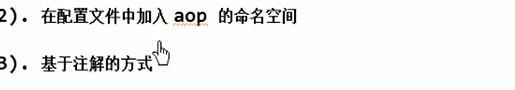 2). 在配置文件中加入 aop 的命名空间
3). 基于注解的方式